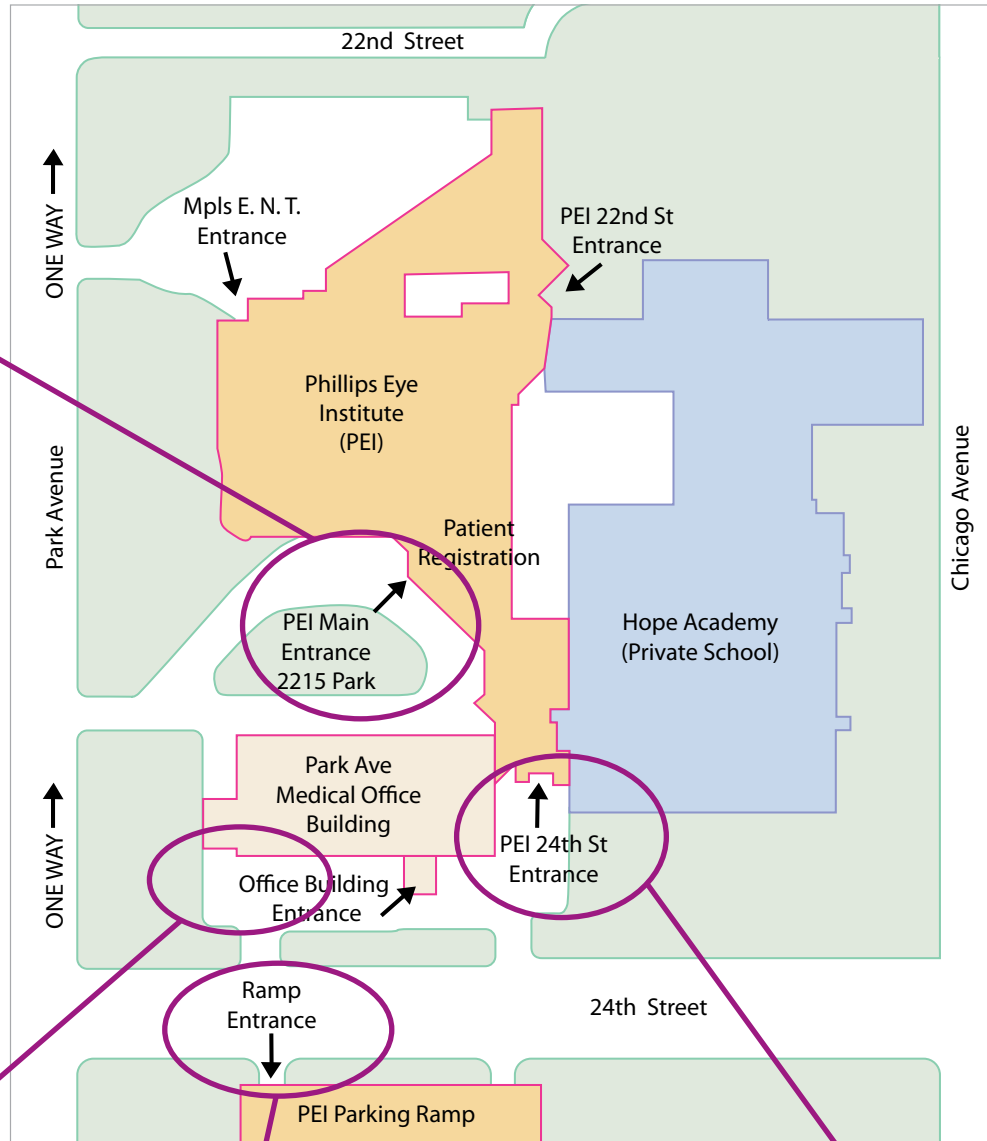 22nd Street
ONE WAY
Mpls E. N. T.
Entrance
PEI 22nd St
Entrance
Phillips Eye
Institute
(PEI)
Park Avenue
Chicago Avenue
Patient
Registration
PEI Main
Entrance
2215 Park
Hope Academy
(Private School)
Park Ave
Medical Office
Building
ONE WAY
PEI 24th St
Entrance
Office Building
Entrance
Ramp
Entrance
24th Street
PEI Parking Ramp